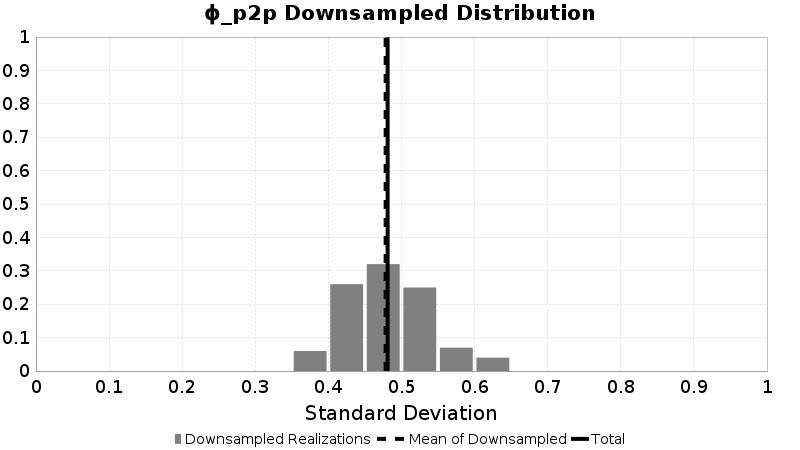 ϕ_p2p Downsampled Distribution
1
0.9
0.8
0.7
0.6
0.5
0.4
0.3
0.2
0.1
0
0 0.1 0.2 0.3 0.4 0.5 0.6 0.7 0.8 0.9 1
Standard Deviation
Downsampled Realizations Mean of Downsampled Total